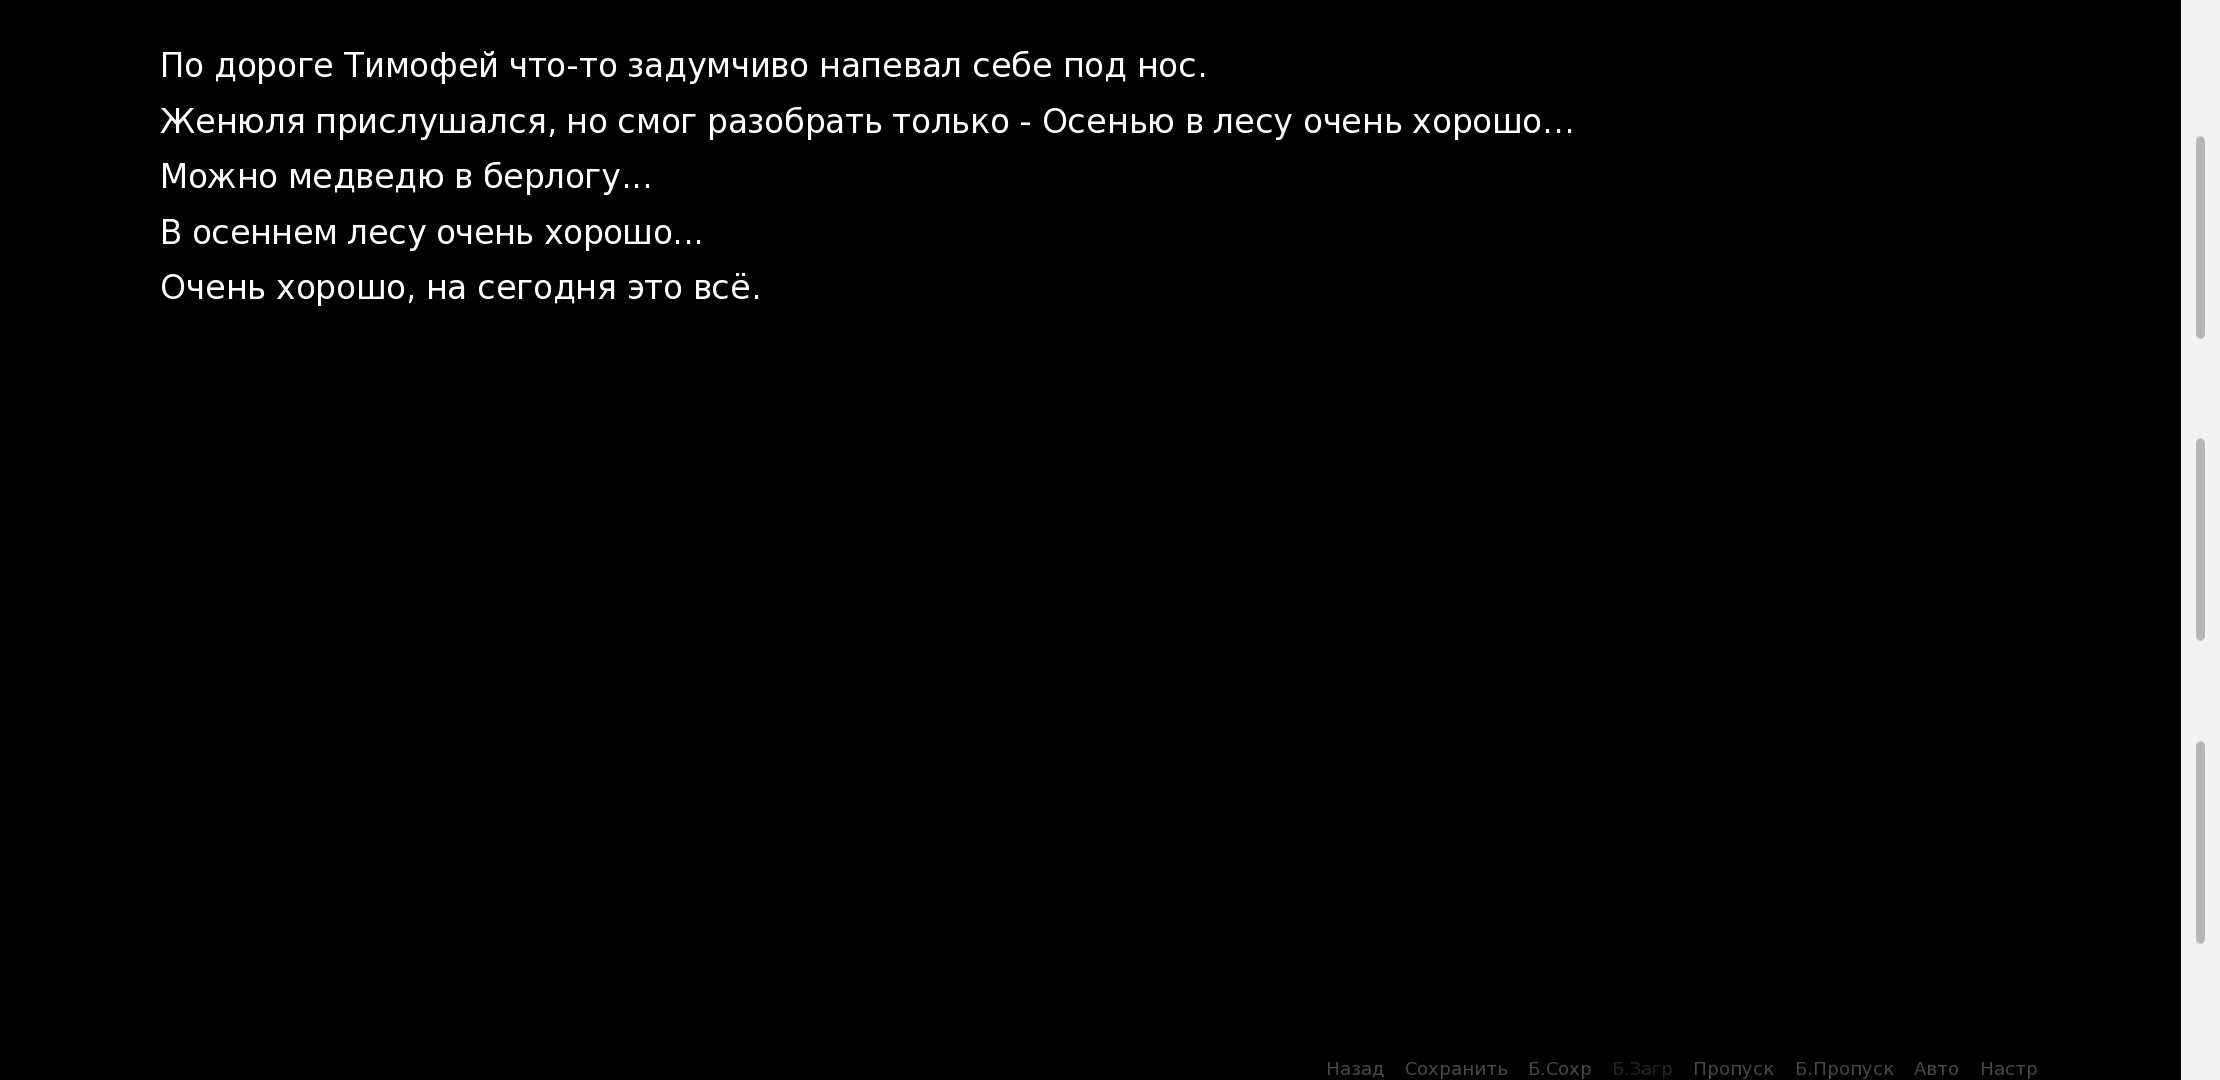 По дороге Тимофей что-то задумчиво напевал себе под нос.
Женюля прислушался, но смог разобрать только - Осенью в лесу очень хорошо...
Можно медведю в берлогу...
В осеннем лесу очень хорошо...
Очень хорошо, на сегодня это всё.
Назад Сохранить Б.Сохр Б.Загр Пропуск Б.Пропуск Авто Настр